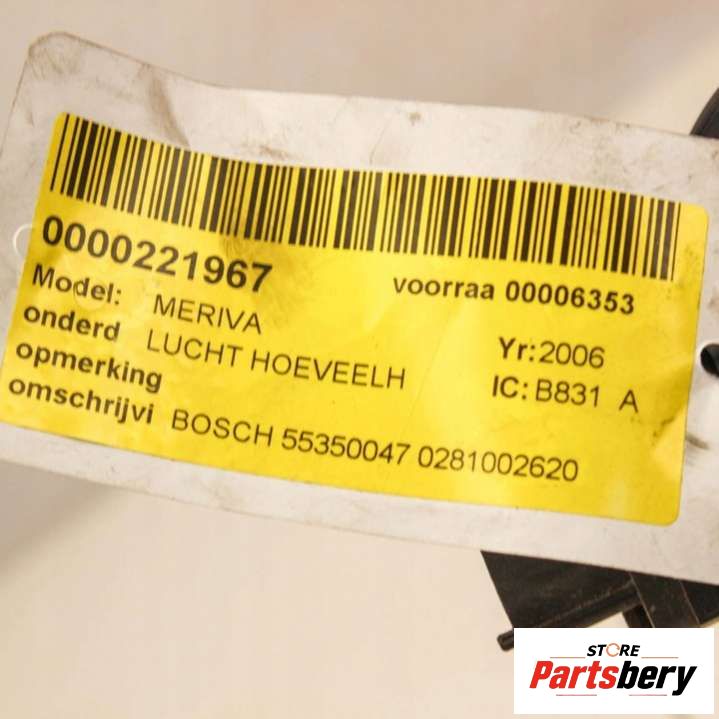 0000221967 voorraa 00006353
Model: MERIVA Yr: 2006
onderd LUCHT HOEVEELH IC: B831 A
opmerking
omschrijvi BOSCH 55350047 0281002620
STORE
Partsbery